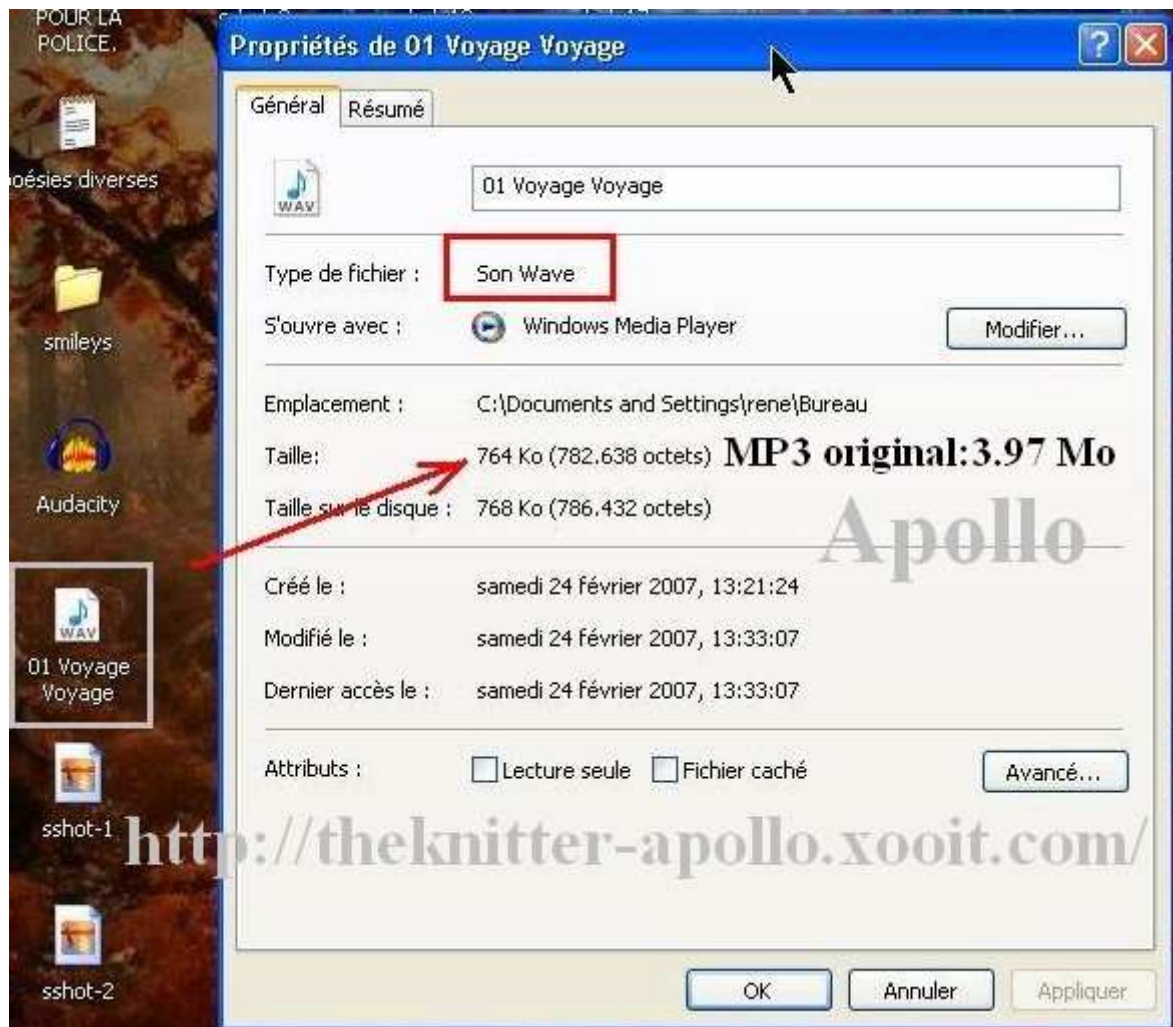 POUR LA
POLICE.
Propriétés de 01 Voyage Voyage
Général Résumé
poésies diverses
WAV
01 Voyage Voyage
Type de fichier : Son Wave
smileys
S'ouvre avec : Windows Media Player Modifier...
Emplacement : C:\Documents and Settings\rene\Bureau
Taille: 764 Ko (782.638 octets) MP3 original:3.97 Mo
Audacity
Taille sur le disque : 768 Ko (786.432 octets)
Apollo
Créé le : samedi 24 février 2007, 13:21:24
WAV
01 Voyage
Voyage
Modifié le : samedi 24 février 2007, 13:33:07
Dernier accès le : samedi 24 février 2007, 13:33:07
Attributs : Lecture seule Fichier caché Avancé...
sshot-1
http://theknitter-apollo.xooit.com/
sshot-2
OK Annuler Appliquer